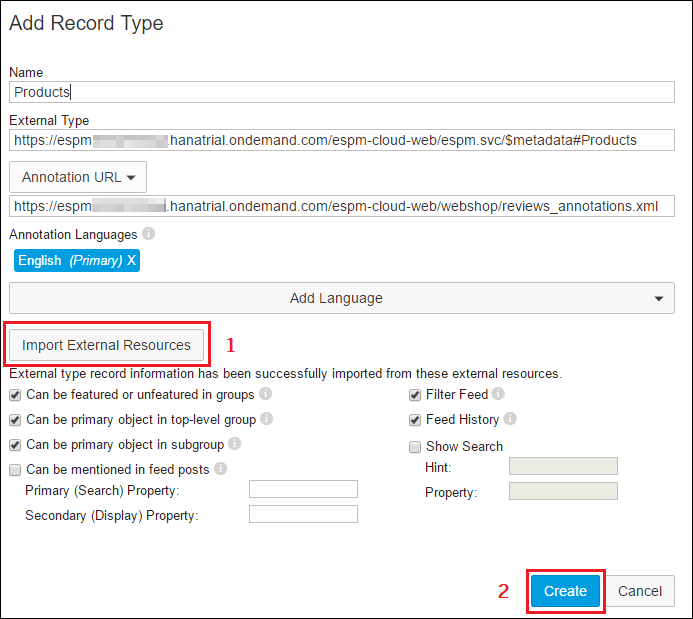 Add Record Type
Name
Products
External Type
https://espm .hanatrial.ondemand.com/espm-cloud-web/espm.svc/$metadata#Products
Annotation URL
https://espm .hanatrial.ondemand.com/espm-cloud-web/webshop/reviews_annotations.xml
Annotation Languages i
English (Primary) X
Add Language
Import External Resources 1
External type record information has been successfully imported from these external resources.
Can be featured or unfeatured in groups i Filter Feed i
Can be primary object in top-level group i Feed History i
Can be primary object in subgroup i Show Search
Can be mentioned in feed posts i Hint:
Primary (Search) Property: Property:
Secondary (Display) Property:
2 Create Cancel